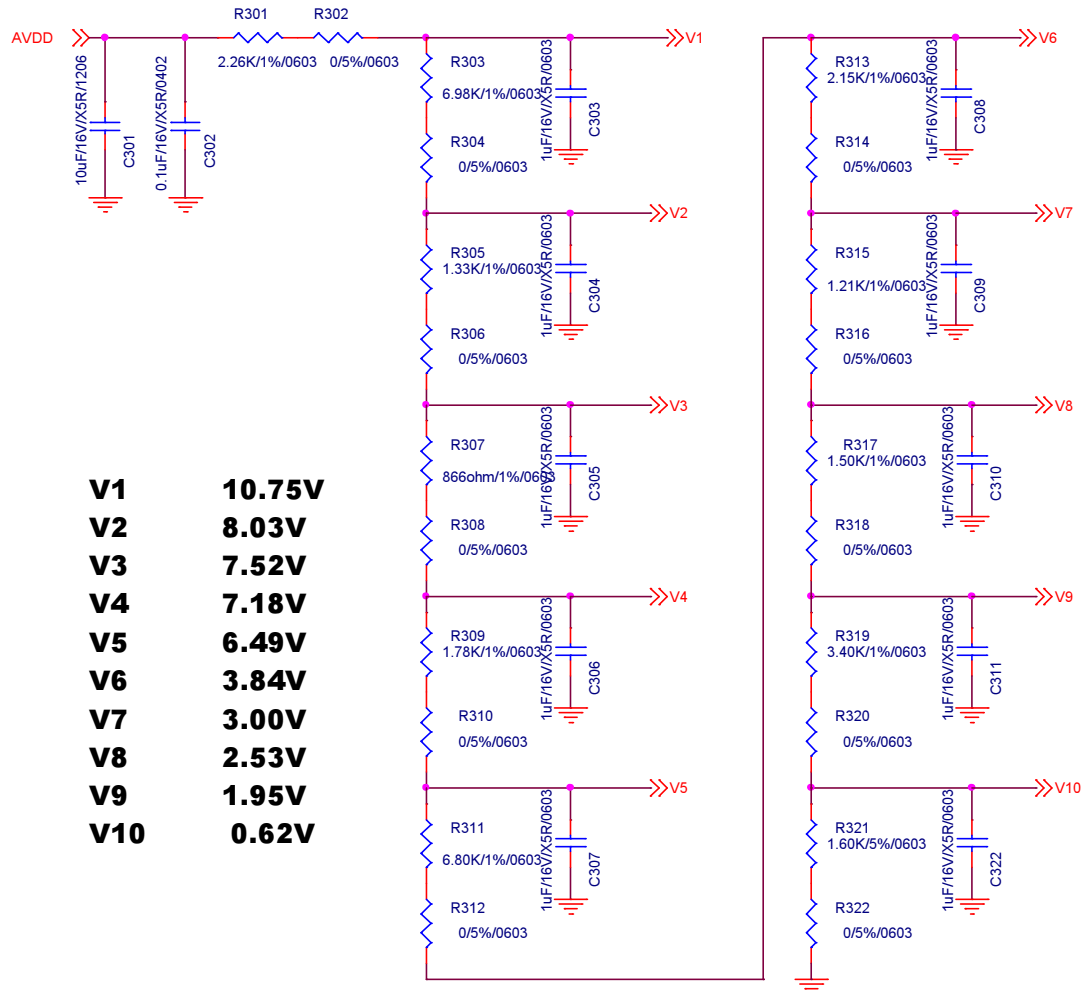 AVDD
R301
R302
2.26K/1%/0603
0/5%/0603
10uF/16V/X5R/1206
C301
0.1uF/16V/X5R/0402
C302
V1
R303
6.98K/1%/0603
1uF/16V/X5R/0603
C303
R304
0/5%/0603
V2
R305
1.33K/1%/0603
1uF/16V/X5R/0603
C304
R306
0/5%/0603
V3
R307
866ohm/1%/0603
1uF/16V/X5R/0603
C305
R308
0/5%/0603
V4
R309
1.78K/1%/0603
1uF/16V/X5R/0603
C306
R310
0/5%/0603
V5
R311
6.80K/1%/0603
1uF/16V/X5R/0603
C307
R312
0/5%/0603
V6
R313
2.15K/1%/0603
1uF/16V/X5R/0603
C308
R314
0/5%/0603
V7
R315
1.21K/1%/0603
1uF/16V/X5R/0603
C309
R316
0/5%/0603
V8
R317
1.50K/1%/0603
1uF/16V/X5R/0603
C310
R318
0/5%/0603
V9
R319
3.40K/1%/0603
1uF/16V/X5R/0603
C311
R320
0/5%/0603
V10
R321
1.60K/5%/0603
1uF/16V/X5R/0603
C322
R322
0/5%/0603
V1 10.75V
V2 8.03V
V3 7.52V
V4 7.18V
V5 6.49V
V6 3.84V
V7 3.00V
V8 2.53V
V9 1.95V
V10 0.62V